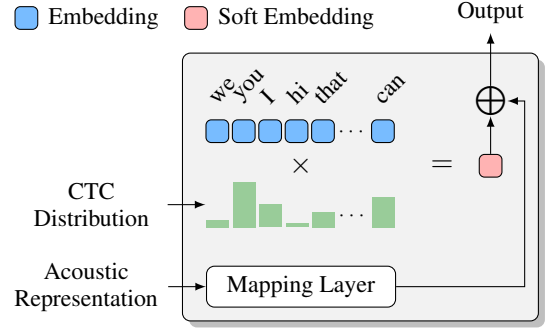 Embedding Soft Embedding
Output
we you I hi that ... can
× =
CTC
Distribution
...
Acoustic
Representation
Mapping Layer